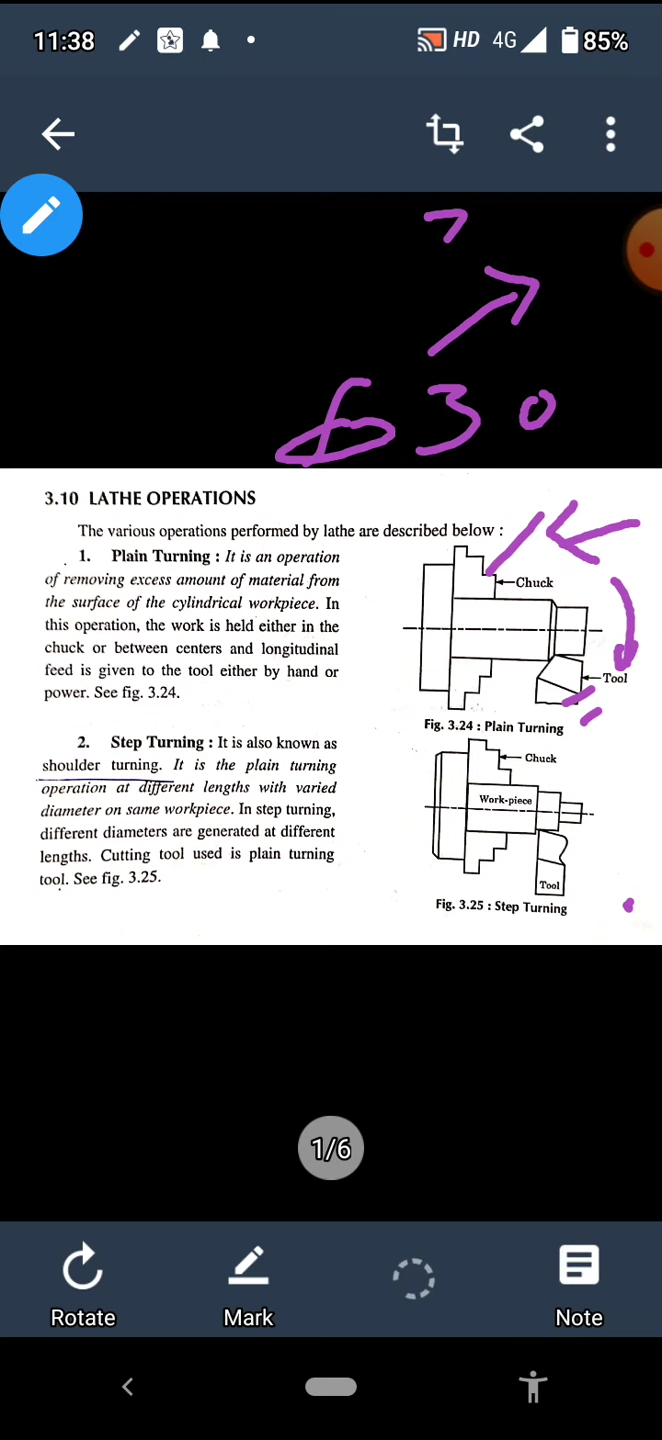 11:38 HD 4G 85%
7
630
3.10 LATHE OPERATIONS
The various operations performed by lathe are described below :
1. Plain Turning : It is an operation
of removing excess amount of material from
the surface of the cylindrical workpiece. In
this operation, the work is held either in the
chuck or between centers and longitudinal
feed is given to the tool either by hand or
power. See fig. 3.24.
Chuck
Tool
Fig. 3.24 : Plain Turning
2. Step Turning : It is also known as
shoulder turning. It is the plain turning
operation at different lengths with varied
diameter on same workpiece. In step turning,
different diameters are generated at different
lengths. Cutting tool used is plain turning
tool. See fig. 3.25.
Chuck
Work-piece
Tool
Fig. 3.25 : Step Turning
1/6
Rotate Mark Note